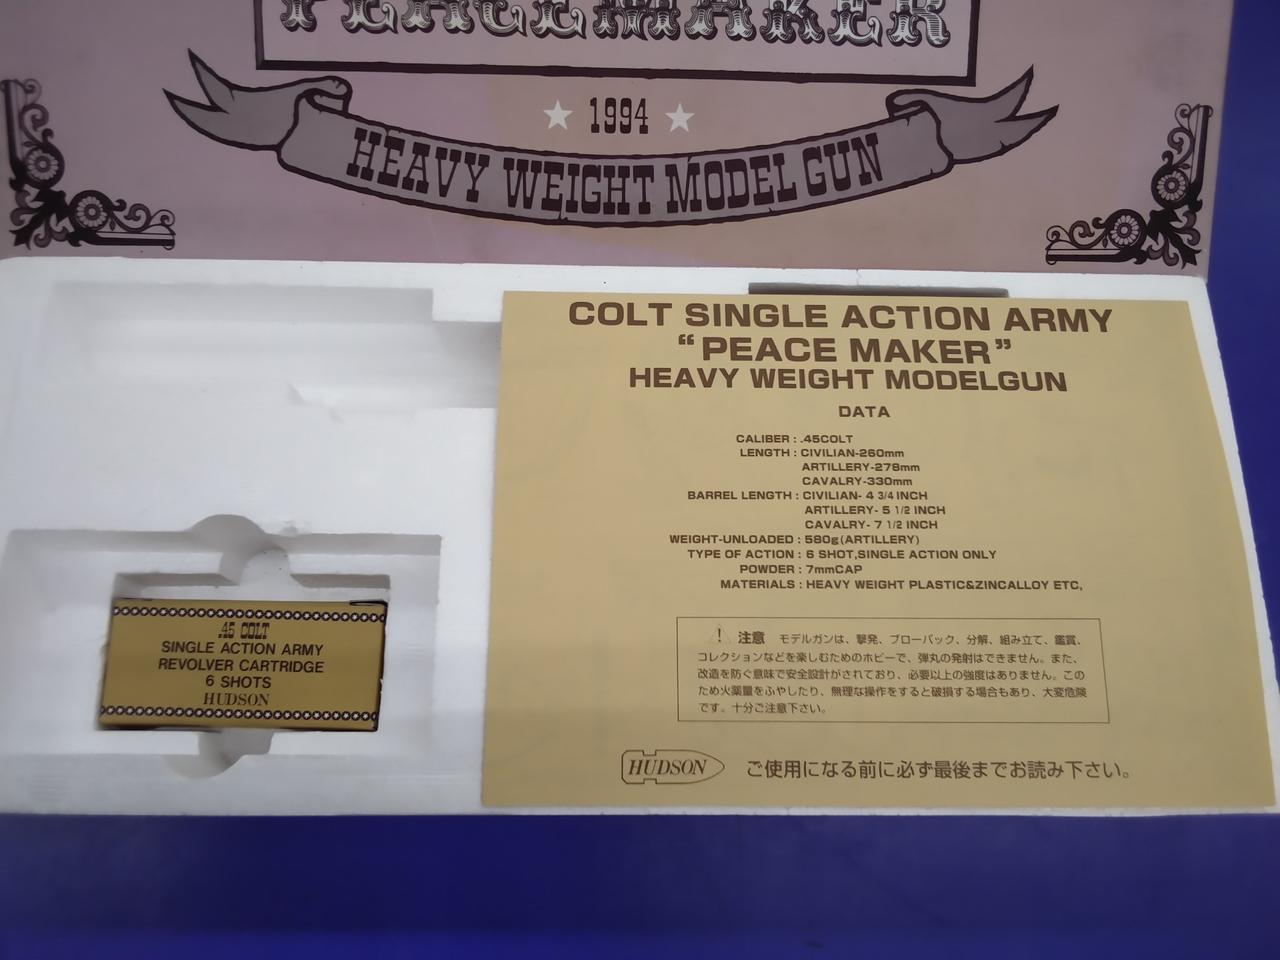 PEACEMAKER
1994
HEAVY WEIGHT MODEL GUN
COLT SINGLE ACTION ARMY
“PEACE MAKER”
HEAVY WEIGHT MODELGUN
DATA
CALIBER : .45COLT
LENGTH : CIVILIAN-260mm
ARTILLERY-278mm
CAVALRY-330mm
BARREL LENGTH : CIVILIAN- 4 3/4 INCH
ARTILLERY- 5 1/2 INCH
CAVALRY- 7 1/2 INCH
WEIGHT-UNLOADED : 580g(ARTILLERY)
TYPE OF ACTION : 6 SHOT,SINGLE ACTION ONLY
POWDER : 7mmCAP
MATERIALS : HEAVY WEIGHT PLASTIC&ZINCALLOY ETC,
! 注意 モデルガンは、撃発、ブローバック、分解、組み立て、鑑賞、
コレクションなどを楽しむためのホビーで、弾丸の発射はできません。また、
改造を防ぐ意味で安全設計がされており、必要以上の強度はありません。この
ため火薬量をふやしたり、無理な操作をすると破損する場合もあり、大変危険
です。十分ご注意下さい。
HUDSON ご使用になる前に必ず最後までお読み下さい。
.45 COLT
SINGLE ACTION ARMY
REVOLVER CARTRIDGE
6 SHOTS
HUDSON